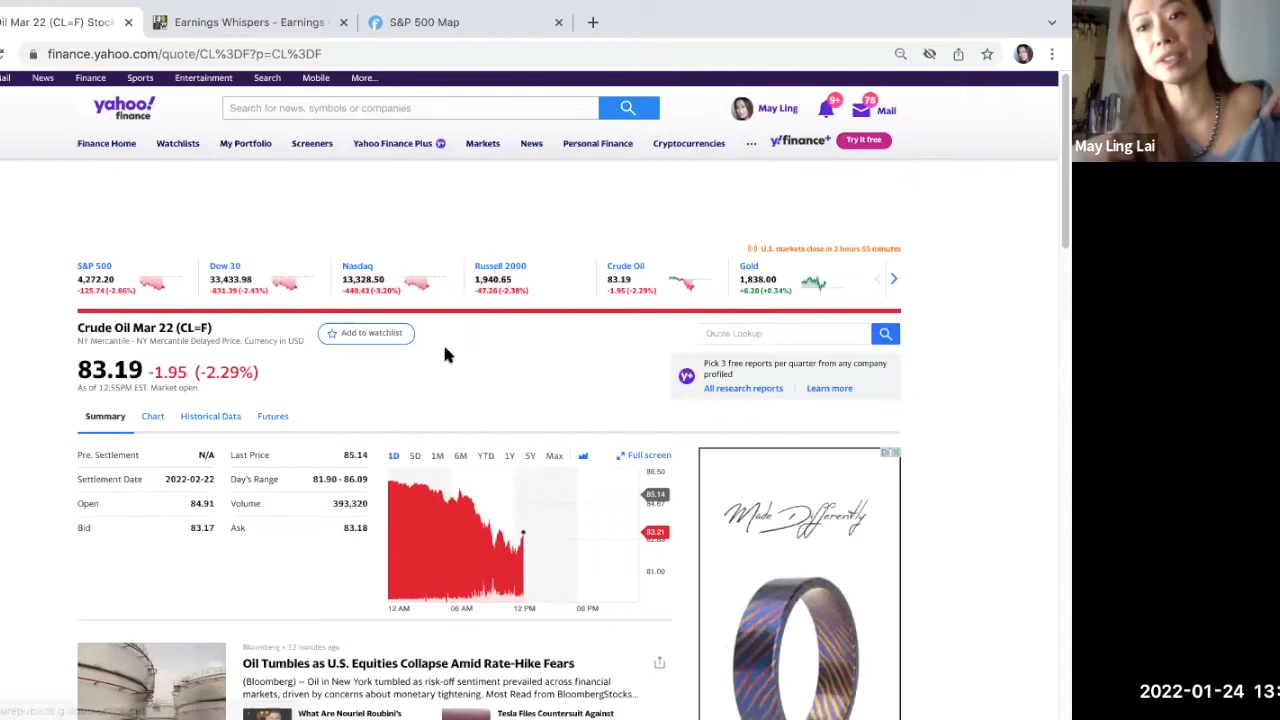 Oil Mar 22 (CL=F) Stock
Earnings Whispers - Earnings
S&P 500 Map
finance.yahoo.com/quote/CL%3DF?p=CL%3DF
Mail News Finance Sports Entertainment Search Mobile More...
yahoo!
finance
Search for news, symbols or companies
May Ling
9+
78
Mail
Finance Home Watchlists My Portfolio Screeners Yahoo Finance Plus Markets News Personal Finance Cryptocurrencies ... y!finance+ Try it free
May Ling Lai
U.S. markets close in 2 hours 55 minutes
S&P 500 Dow 30 Nasdaq Russell 2000 Crude Oil Gold
4,272.20 33,433.98 13,328.50 1,940.65 83.19 1,838.00
-125.74 (-2.86%) -831.39 (-2.43%) -440.43 (-3.20%) -47.26 (-2.38%) -1.95 (-2.29%) +6.20 (+0.34%)
Crude Oil Mar 22 (CL=F)
NY Mercantile - NY Mercantile Delayed Price. Currency in USD
Add to watchlist
Quote Lookup
83.19 -1.95 (-2.29%)
As of 12:55PM EST. Market open.
y+
Pick 3 free reports per quarter from any company
profiled
All research reports Learn more
Summary Chart Historical Data Futures
Pre. Settlement N/A Last Price 85.14
Settlement Date 2022-02-22 Day's Range 81.90 - 86.09
Open 84.91 Volume 393,320
Bid 83.17 Ask 83.18
1D 5D 1M 6M YTD 1Y 5Y Max Full screen
86.50
85.14
84.67
83.21
81.00
12 AM 06 AM 12 PM 06 PM
Made Differently
Bloomberg • 12 minutes ago
Oil Tumbles as U.S. Equities Collapse Amid Rate-Hike Fears
(Bloomberg) -- Oil in New York tumbled as risk-off sentiment prevailed across financial
markets, driven by concerns about monetary tightening. Most Read from BloombergStocks...
What Are Nouriel Roubini's
Tesla Files Countersuit Against
2022-01-24 13: